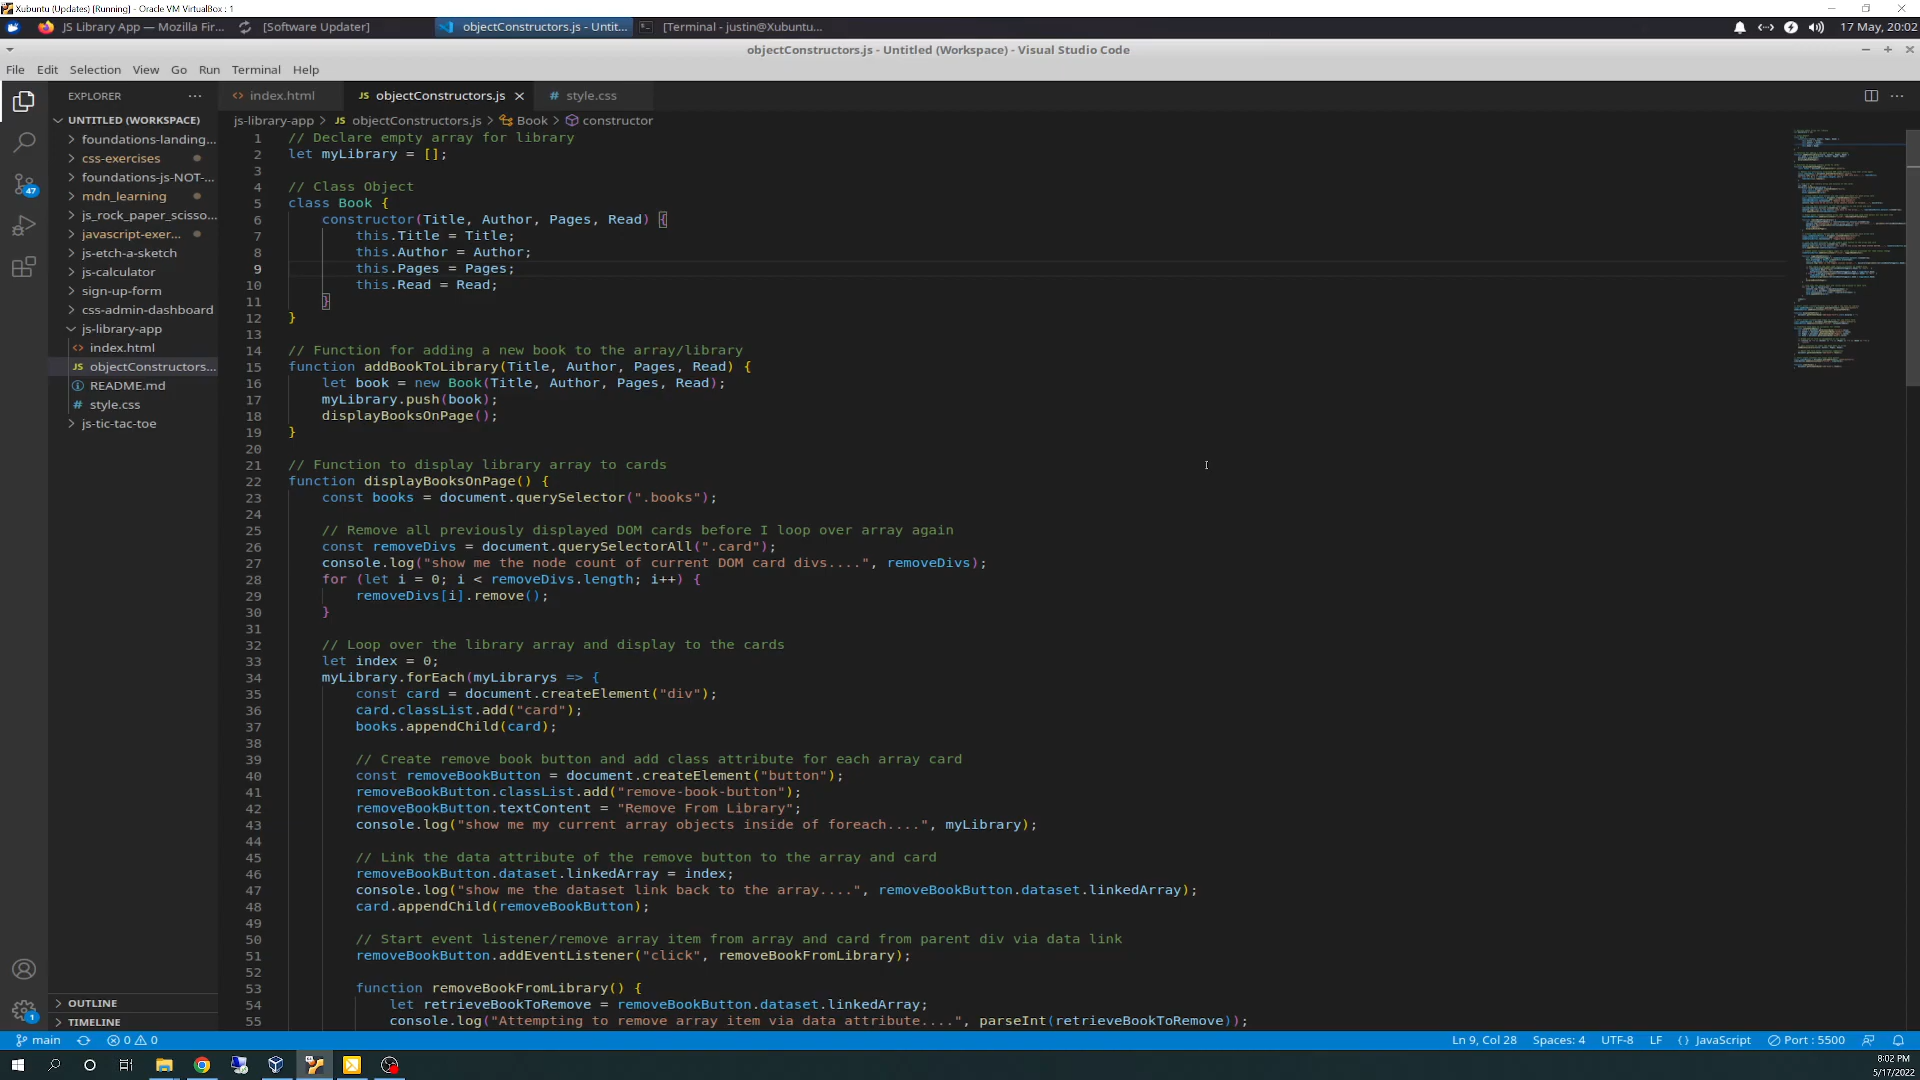 Xubuntu (Updates) [Running] - Oracle VM VirtualBox : 1
JS Library App — Mozilla Fir... [Software Updater] objectConstructors.js - Untit... [Terminal - justin@Xubuntu... 17 May, 20:02
objectConstructors.js - Untitled (Workspace) - Visual Studio Code
File Edit Selection View Go Run Terminal Help
EXPLORER
UNTITLED (WORKSPACE)
foundations-landing...
css-exercises
foundations-js-NOT-...
mdn_learning
js_rock_paper_scisso...
javascript-exer...
js-etch-a-sketch
js-calculator
sign-up-form
css-admin-dashboard
js-library-app
index.html
objectConstructors...
README.md
style.css
js-tic-tac-toe
OUTLINE
TIMELINE
47
1
index.html JS objectConstructors.js # style.css
js-library-app > JS objectConstructors.js > Book > constructor
1 // Declare empty array for library
2 let myLibrary = [];
3
4 // Class Object
5 class Book {
6 constructor(Title, Author, Pages, Read) {
7 this.Title = Title;
8 this.Author = Author;
9 this.Pages = Pages;
10 this.Read = Read;
11 }
12 }
13
14 // Function for adding a new book to the array/library
15 function addBookToLibrary(Title, Author, Pages, Read) {
16 let book = new Book(Title, Author, Pages, Read);
17 myLibrary.push(book);
18 displayBooksOnPage();
19 }
20
21 // Function to display library array to cards
22 function displayBooksOnPage() {
23 const books = document.querySelector(".books");
24
25 // Remove all previously displayed DOM cards before I loop over array again
26 const removeDivs = document.querySelectorAll(".card");
27 console.log("show me the node count of current DOM card divs....", removeDivs);
28 for (let i = 0; i < removeDivs.length; i++) {
29 removeDivs[i].remove();
30 }
31
32 // Loop over the library array and display to the cards
33 let index = 0;
34 myLibrary.forEach(myLibrarys => {
35 const card = document.createElement("div");
36 card.classList.add("card");
37 books.appendChild(card);
38
39 // Create remove book button and add class attribute for each array card
40 const removeBookButton = document.createElement("button");
41 removeBookButton.classList.add("remove-book-button");
42 removeBookButton.textContent = "Remove From Library";
43 console.log("show me my current array objects inside of foreach....", myLibrary);
44
45 // Link the data attribute of the remove button to the array and card
46 removeBookButton.dataset.linkedArray = index;
47 console.log("show me the dataset link back to the array....", removeBookButton.dataset.linkedArray);
48 card.appendChild(removeBookButton);
49
50 // Start event listener/remove array item from array and card from parent div via data link
51 removeBookButton.addEventListener("click", removeBookFromLibrary);
52
53 function removeBookFromLibrary() {
54 let retrieveBookToRemove = removeBookButton.dataset.linkedArray;
55 console.log("Attempting to remove array item via data attribute....", parseInt(retrieveBookToRemove));
main 0 0 Ln 9, Col 28 Spaces: 4 UTF-8 LF {} JavaScript Port : 5500
8:02 PM
5/17/2022